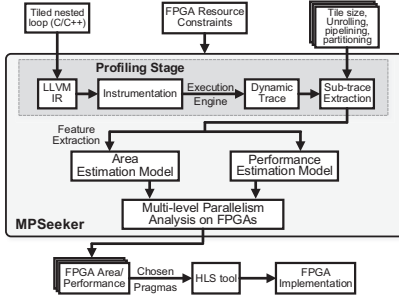 Tiled nested
loop (C/C++)
FPGA Resource
Constraints
Tile size,
Unrolling,
pipelining,
partitioning
Profiling Stage
LLVM
IR
Instrumentation
Execution
Engine
Dynamic
Trace
Sub-trace
Extraction
Feature
Extraction
Area
Estimation Model
Performance
Estimation Model
Multi-level Parallelism
Analysis on FPGAs
MPSeeker
FPGA Area/
Performance
Chosen
Pragmas
HLS tool
FPGA
Implementation